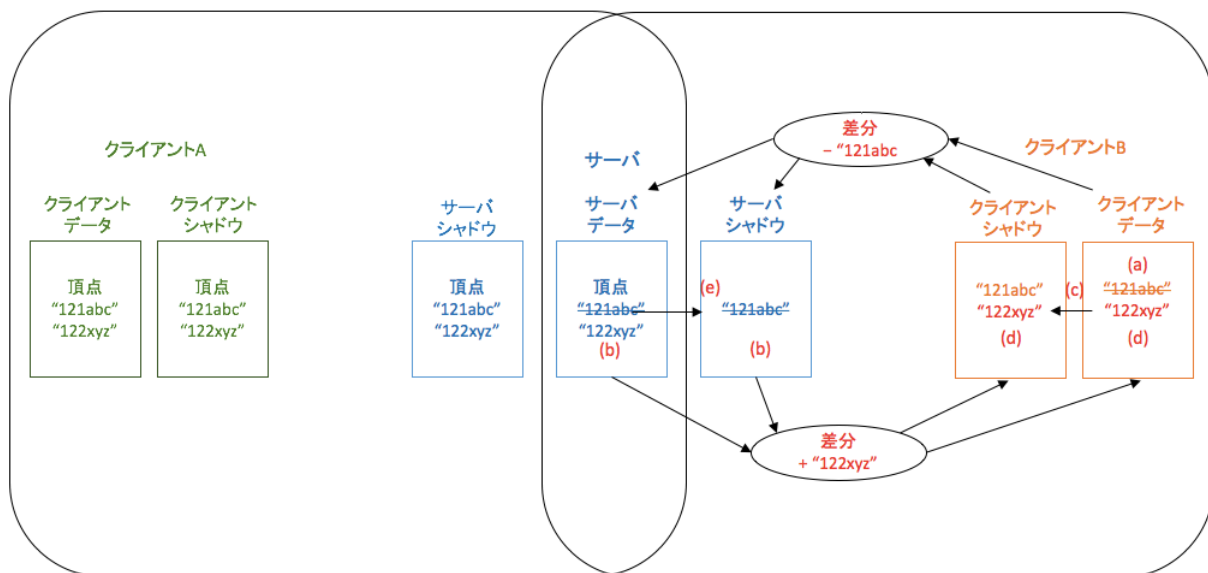 差分
– “121abc
クライアントA
サーバ
クライアントB
クライアント
データ
クライアント
シャドウ
サーバ
シャドウ
サーバ
データ
サーバ
シャドウ
クライアント
シャドウ
クライアント
データ
頂点
“121abc”
“122xyz”
頂点
“121abc”
“122xyz”
頂点
“121abc”
“122xyz”
頂点
“121abc”
“122xyz”
(b)
(e)
“121abc”
(b)
“121abc”
“122xyz”
(d)
(c)
(a)
“121abc”
“122xyz”
(d)
差分
+ “122xyz”